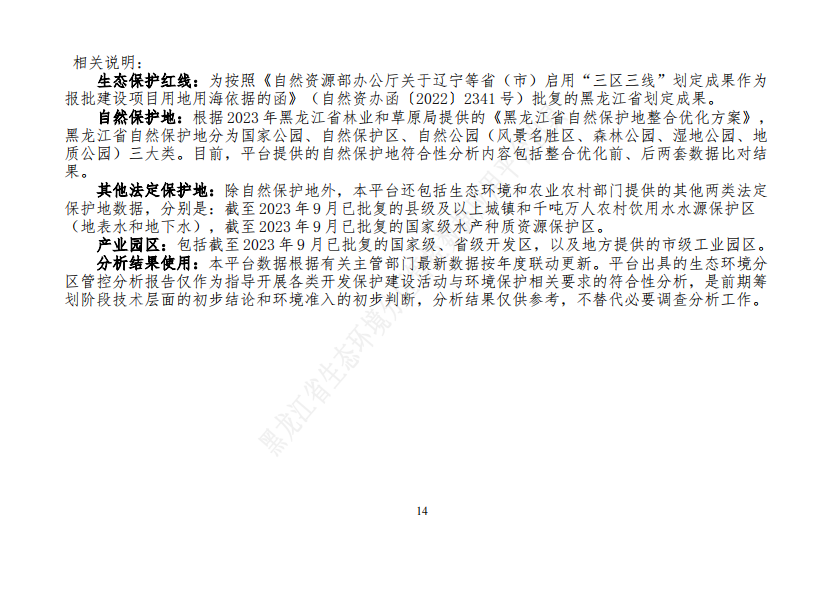 相关说明：
生态保护红线：为按照《自然资源部办公厅关于辽宁等省（市）启用“三区三线”划定成果作为
报批建设项目用地用海依据的函》（自然资办函〔2022〕2341 号）批复的黑龙江省划定成果。
自然保护地：根据 2023 年黑龙江省林业和草原局提供的《黑龙江省自然保护地整合优化方案》，
黑龙江省自然保护地分为国家公园、自然保护区、自然公园（风景名胜区、森林公园、湿地公园、地
质公园）三大类。目前，平台提供的自然保护地符合性分析内容包括整合优化前、后两套数据比对结
果。
其他法定保护地：除自然保护地外，本平台还包括生态环境和农业农村部门提供的其他两类法定
保护地数据，分别是：截至 2023 年 9 月已批复的县级及以上城镇和千吨万人农村饮用水水源保护区
（地表水和地下水），截至 2023 年 9 月已批复的国家级水产种质资源保护区。
产业园区：包括截至 2023 年 9 月已批复的国家级、省级开发区，以及地方提供的市级工业园区。
分析结果使用：本平台数据根据有关主管部门最新数据按年度联动更新。平台出具的生态环境分
区管控分析报告仅作为指导开展各类开发保护建设活动与环境保护相关要求的符合性分析，是前期筹
划阶段技术层面的初步结论和环境准入的初步判断，分析结果仅供参考，不替代必要调查分析工作。
黑龙江省生态环境分
14